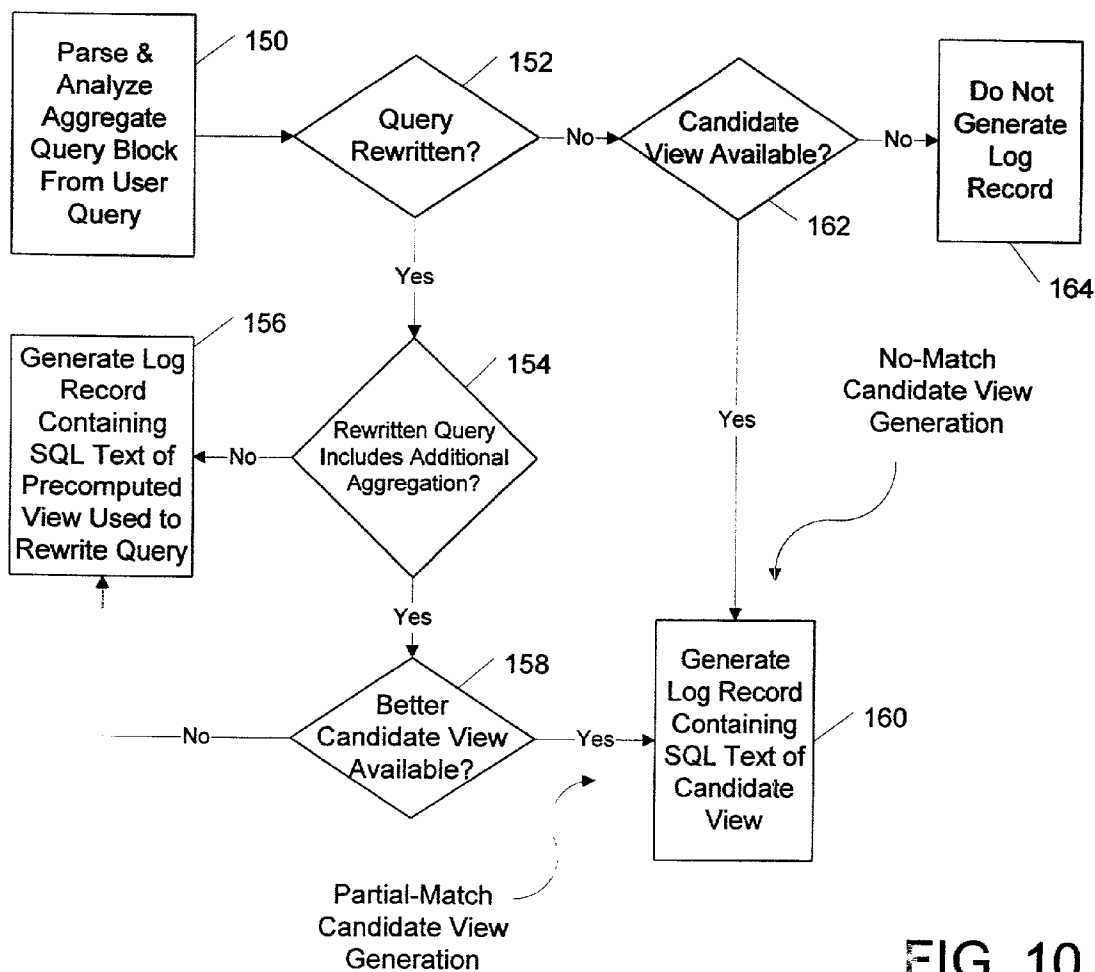 150
Parse &
Analyze
Aggregate
Query Block
From User
Query
152
Query
Rewritten?
No
Candidate
View Available?
162
No
Do Not
Generate
Log
Record
164
Yes
156
Generate Log
Record
Containing
SQL Text of
Precomputed
View Used to
Rewrite Query
No
154
Rewritten Query
Includes Additional
Aggregation?
Yes
No-Match
Candidate View
Generation
Yes
158
Better
Candidate View
Available?
No
Yes
Generate
Log Record
Containing
SQL Text of
Candidate
View
160
Partial-Match
Candidate View
Generation
FIG. 10